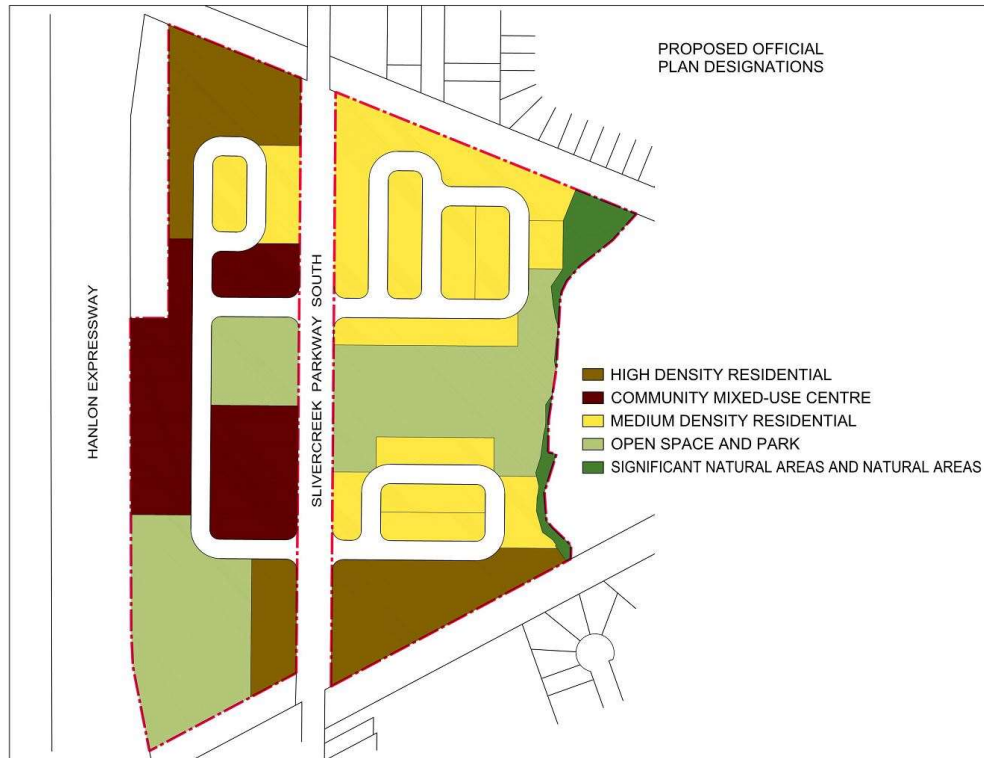 PROPOSED OFFICIAL
PLAN DESIGNATIONS
HANLON EXPRESSWAY
SLIVERCREEK PARKWAY SOUTH
HIGH DENSITY RESIDENTIAL
COMMUNITY MIXED-USE CENTRE
MEDIUM DENSITY RESIDENTIAL
OPEN SPACE AND PARK
SIGNIFICANT NATURAL AREAS AND NATURAL AREAS